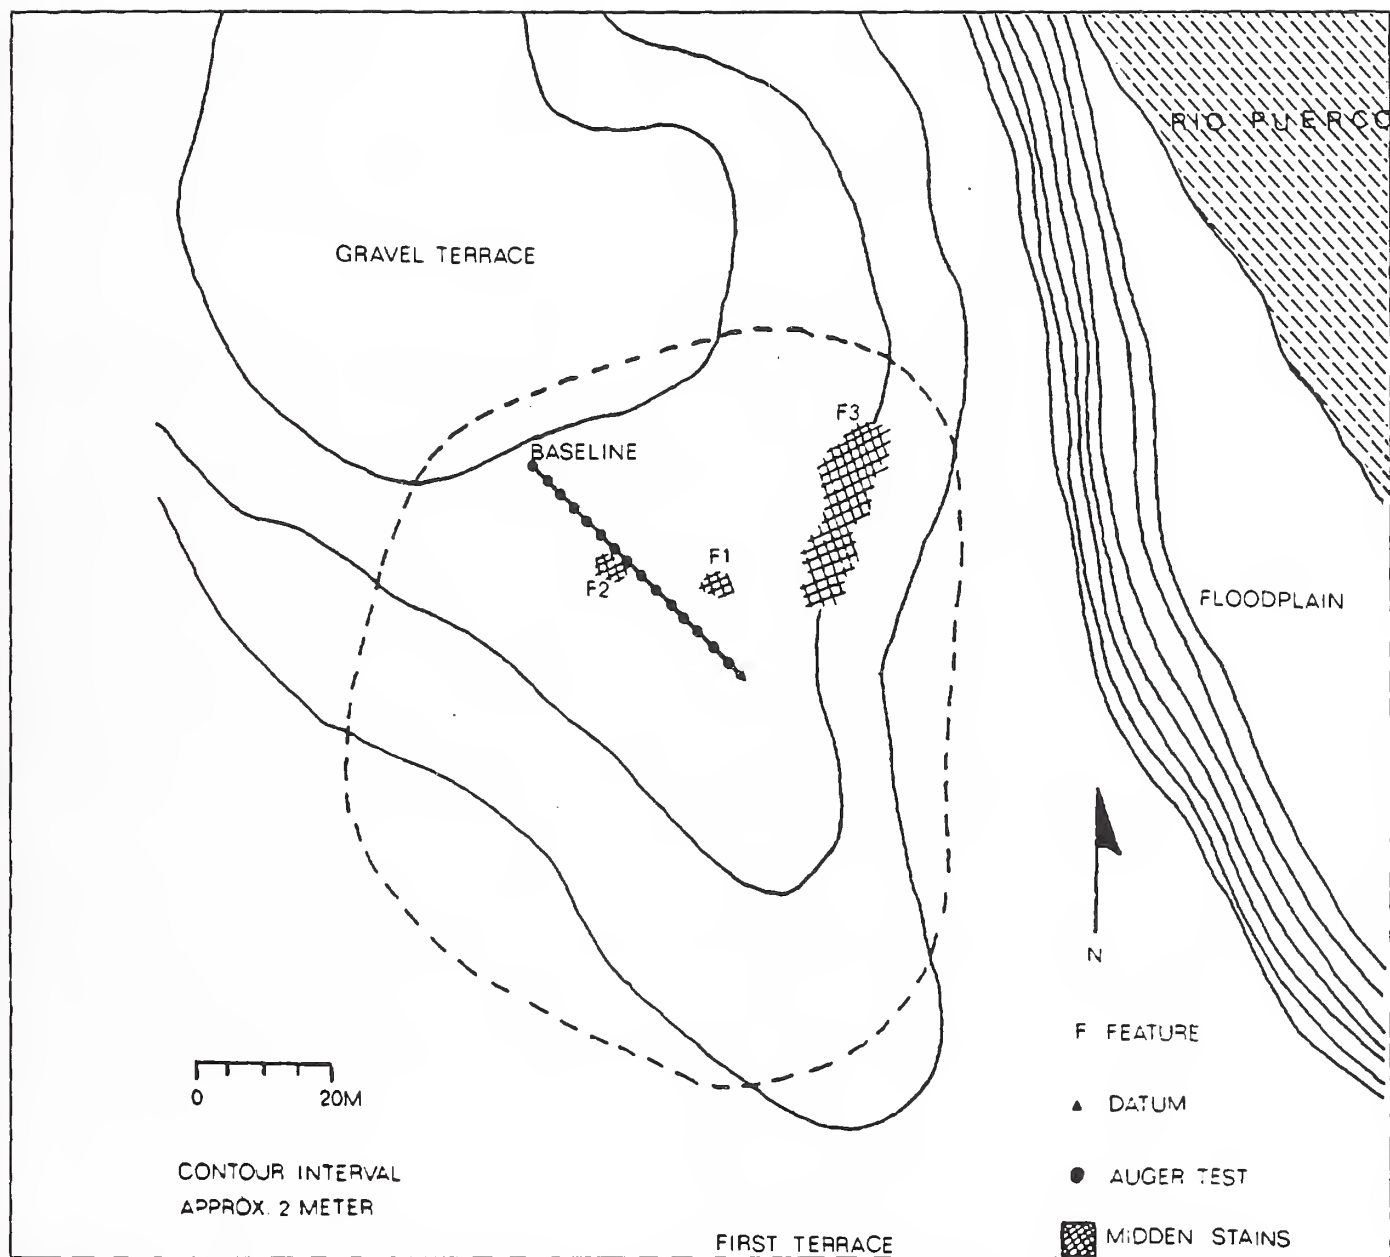 RIO PUERCO
GRAVEL TERRACE
F3
BASELINE
F1
F2
FLOODPLAIN
N
F FEATURE
DATUM
0 20M
AUGER TEST
CONTOUR INTERVAL
APPROX. 2 METER
MIDDEN STAINS
FIRST TERRACE